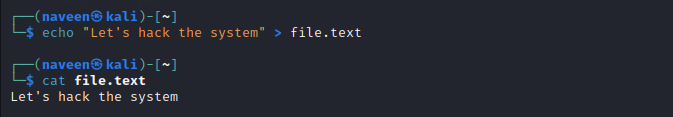 ┌──(naveen㉿kali)-[~]
└─$ echo "Let's hack the system" > file.text
┌──(naveen㉿kali)-[~]
└─$ cat file.text
Let's hack the system